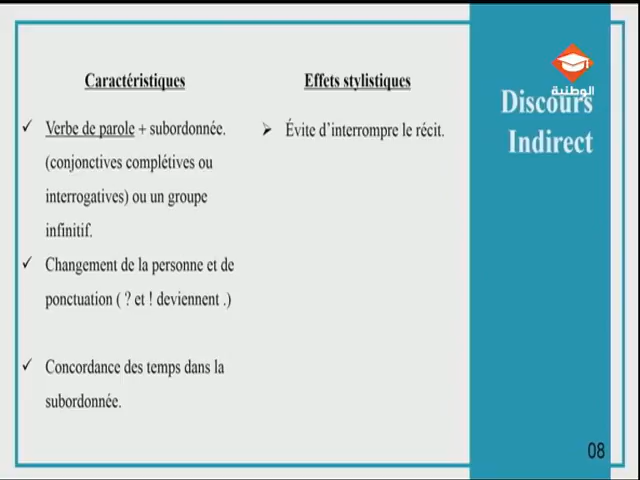 Caractéristiques
Verbe de parole + subordonnée.
(conjonctives complétives ou
interrogatives) ou un groupe
infinitif.
Changement de la personne et de
ponctuation ( ? et ! deviennent .)
Concordance des temps dans la
subordonnée.
Effets stylistiques
Évite d’interrompre le récit.
الوطنية
Discours
Indirect
08